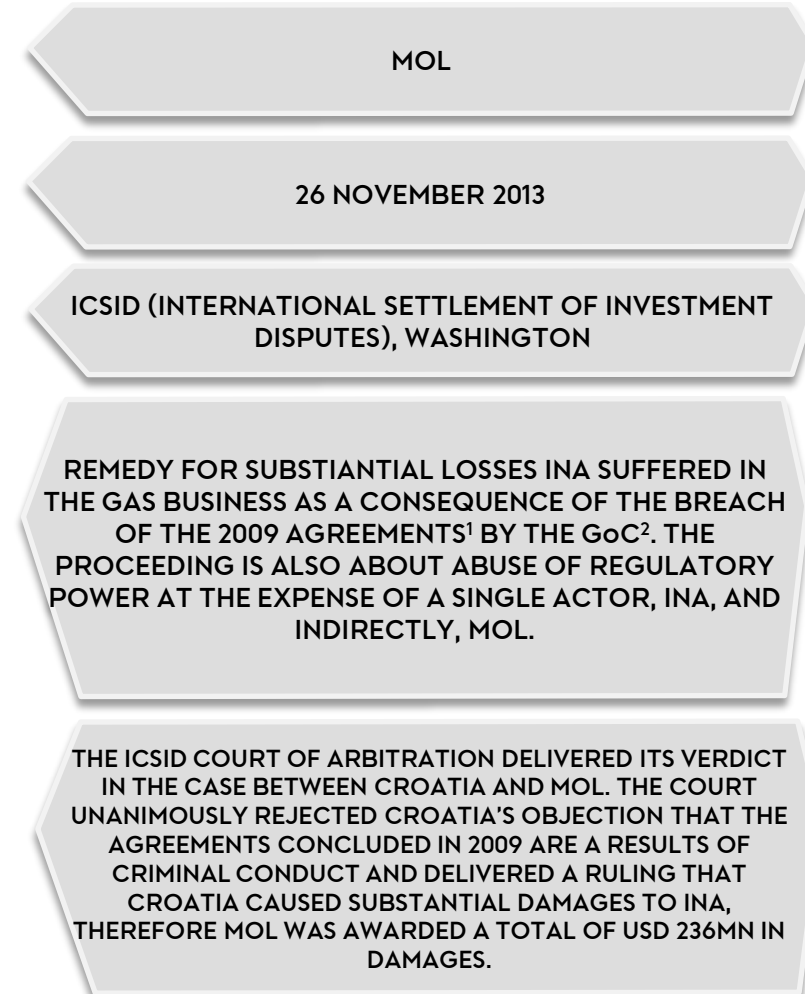 MOL
26 NOVEMBER 2013
ICSID (INTERNATIONAL SETTLEMENT OF INVESTMENT
DISPUTES), WASHINGTON
REMEDY FOR SUBSTIANTIAL LOSSES INA SUFFERED IN
THE GAS BUSINESS AS A CONSEQUENCE OF THE BREACH
OF THE 2009 AGREEMENTS¹ BY THE GoC². THE
PROCEEDING IS ALSO ABOUT ABUSE OF REGULATORY
POWER AT THE EXPENSE OF A SINGLE ACTOR, INA, AND
INDIRECTLY, MOL.
THE ICSID COURT OF ARBITRATION DELIVERED ITS VERDICT
IN THE CASE BETWEEN CROATIA AND MOL. THE COURT
UNANIMOUSLY REJECTED CROATIA'S OBJECTION THAT THE
AGREEMENTS CONCLUDED IN 2009 ARE A RESULTS OF
CRIMINAL CONDUCT AND DELIVERED A RULING THAT
CROATIA CAUSED SUBSTANTIAL DAMAGES TO INA,
THEREFORE MOL WAS AWARDED A TOTAL OF USD 236MN IN
DAMAGES.